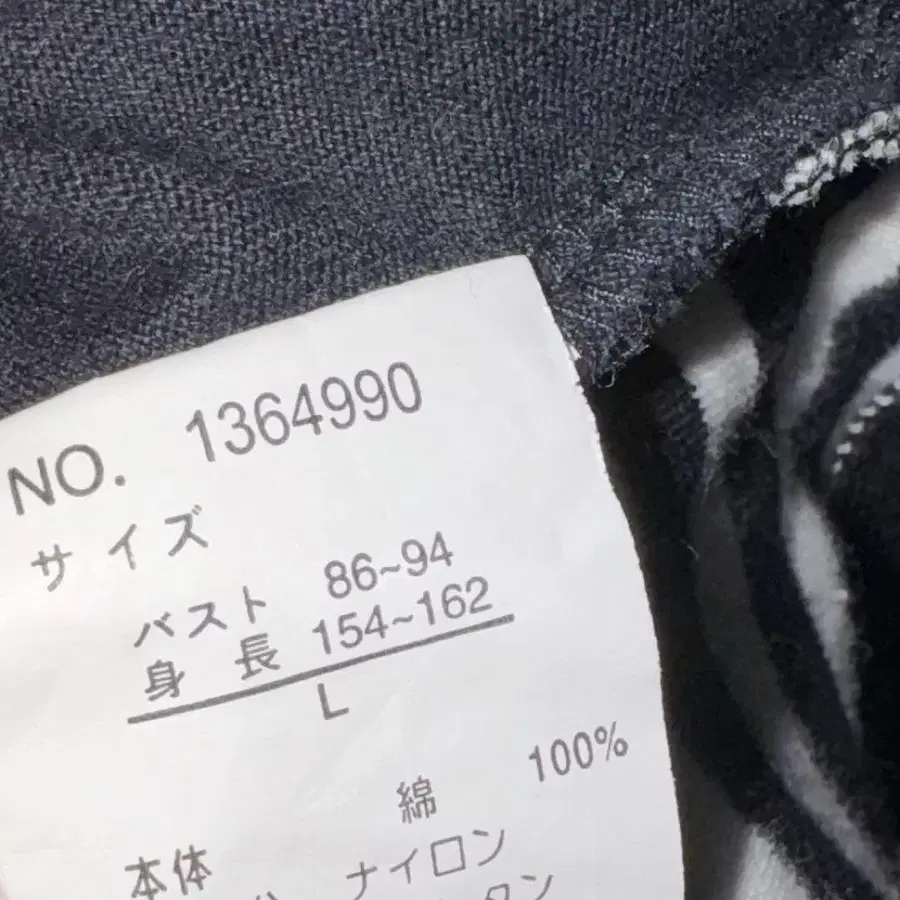 NO. 1364990
サイズ
バスト 86~94
身長 154~162
L
綿 100%
本体
ナイロン